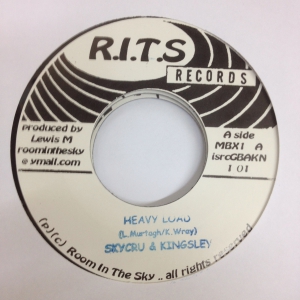 R.I.T.S
RECORDS
produced by
Lewis M
roominthesky
@ ymail.com
A side
MBX1 A
isrcGBAKN
1 01
HEAVY LOAD
(L.Murtagh/K.Wray)
SKYCRU & KINGSLEY
(p)(c) Room In The Sky .. all rights reserved